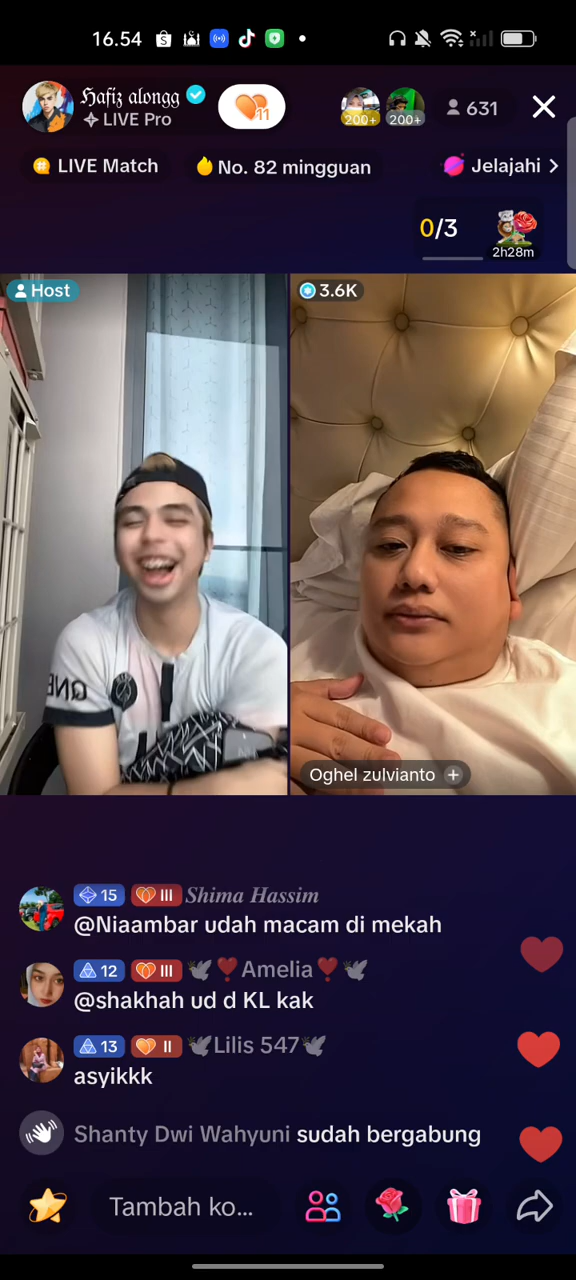 16.54
Hafiz alongg
LIVE Pro
11
200+
200+
631
LIVE Match
No. 82 mingguan
Jelajahi
0/3
2h28m
Host
3.6K
Oghel zulvianto
15 III Shima Hassim
@Niaambar udah macam di mekah
12 III 🕊️❣️Amelia❣️🕊️
@shakhah ud d KL kak
13 II 🕊️Lilis 547🕊️
asyikkk
Shanty Dwi Wahyuni sudah bergabung
Tambah ko...